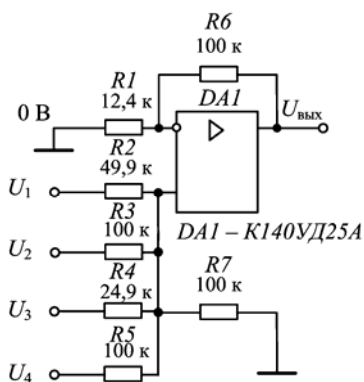 R6
100 к
R1
12,4 к
DA1
Uвых
0 В
R2
49,9 к
U1
R3
100 к
DA1 – К140УД25А
U2
R4
24,9 к
R7
100 к
U3
R5
100 к
U4